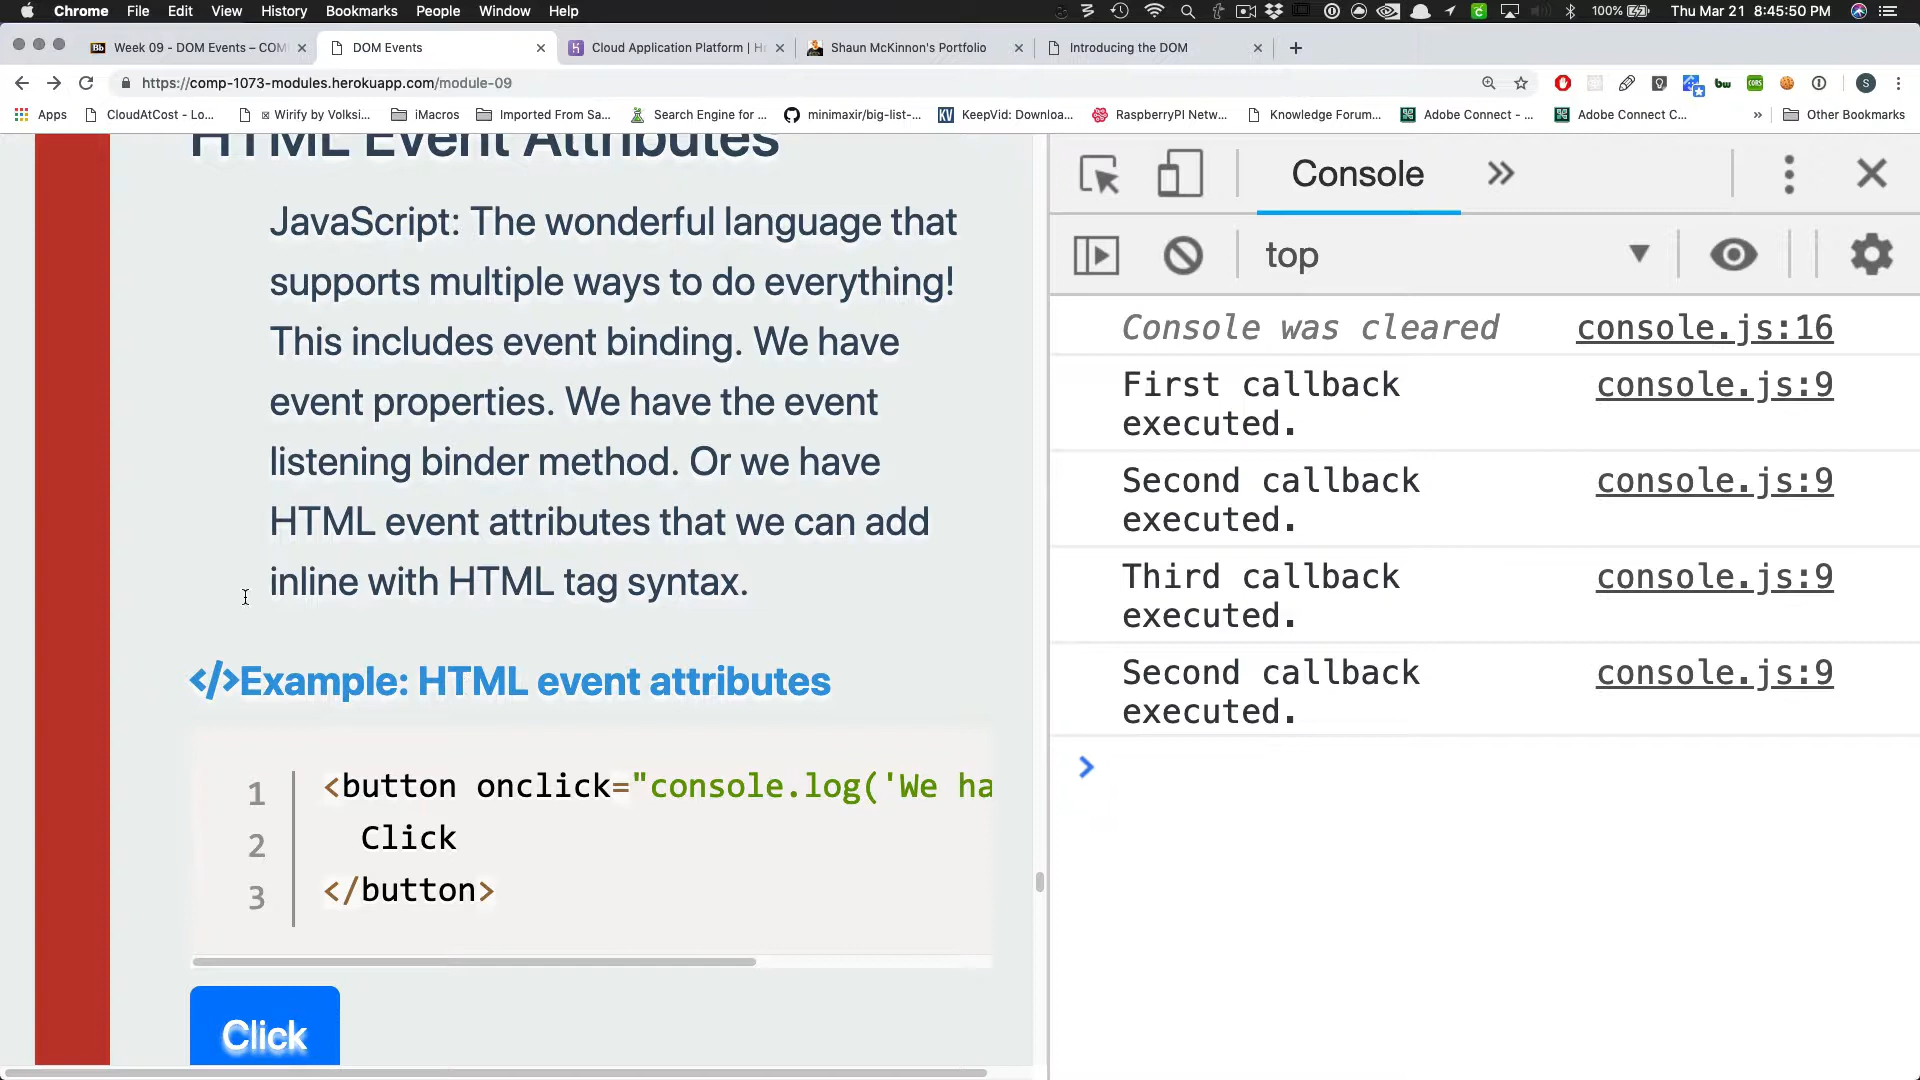 Chrome File Edit View History Bookmarks People Window Help 100% Thu Mar 21 8:45:50 PM
Bb Week 09 - DOM Events – COM DOM Events Cloud Application Platform | He Shaun McKinnon's Portfolio Introducing the DOM
https://comp-1073-modules.herokuapp.com/module-09
Apps CloudAtCost - Lo... Wirify by Volksi... iMacros Imported From Sa... Search Engine for ... minimaxir/big-list-... KV KeepVid: Downloa... RaspberryPI Netw... Knowledge Forum... Adobe Connect - ... Adobe Connect C... » Other Bookmarks
HTML Event Attributes
JavaScript: The wonderful language that
supports multiple ways to do everything!
This includes event binding. We have
event properties. We have the event
listening binder method. Or we have
HTML event attributes that we can add
inline with HTML tag syntax.
</>Example: HTML event attributes
1 <button onclick="console.log('We ha
2 Click
3 </button>
Click
Console »
top
Console was cleared console.js:16
First callback console.js:9
executed.
Second callback console.js:9
executed.
Third callback console.js:9
executed.
Second callback console.js:9
executed.